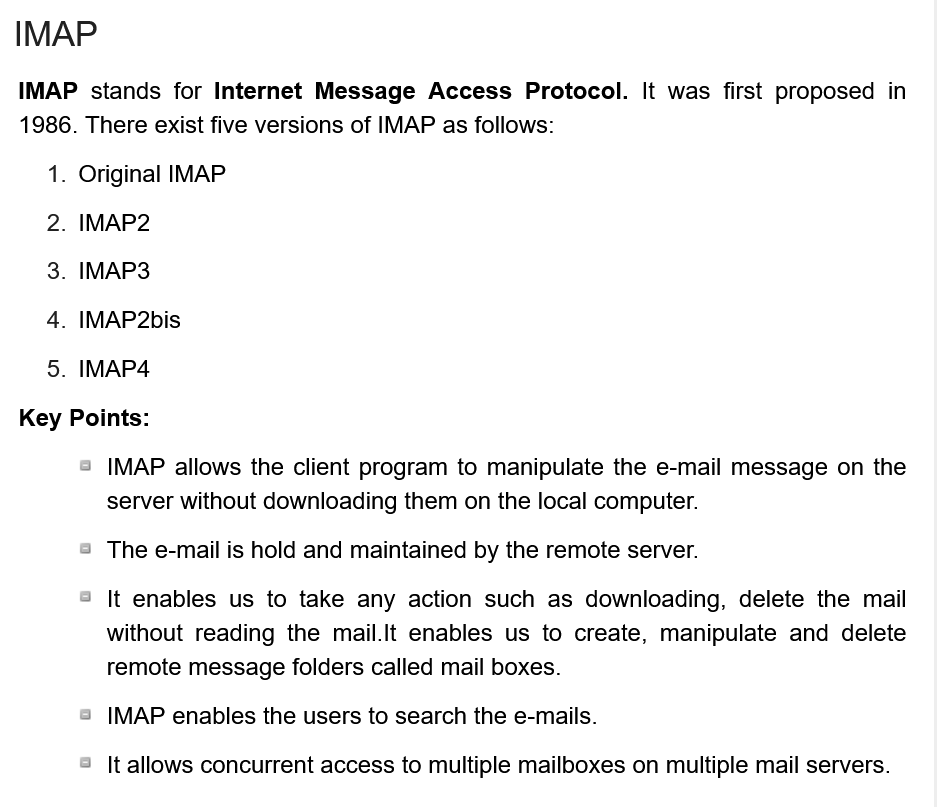 IMAP
IMAP stands for Internet Message Access Protocol. It was first proposed in
1986. There exist five versions of IMAP as follows:
1. Original IMAP
2. IMAP2
3. IMAP3
4. IMAP2bis
5. IMAP4
Key Points:
IMAP allows the client program to manipulate the e-mail message on the
server without downloading them on the local computer.
The e-mail is hold and maintained by the remote server.
It enables us to take any action such as downloading, delete the mail
without reading the mail.It enables us to create, manipulate and delete
remote message folders called mail boxes.
IMAP enables the users to search the e-mails.
It allows concurrent access to multiple mailboxes on multiple mail servers.